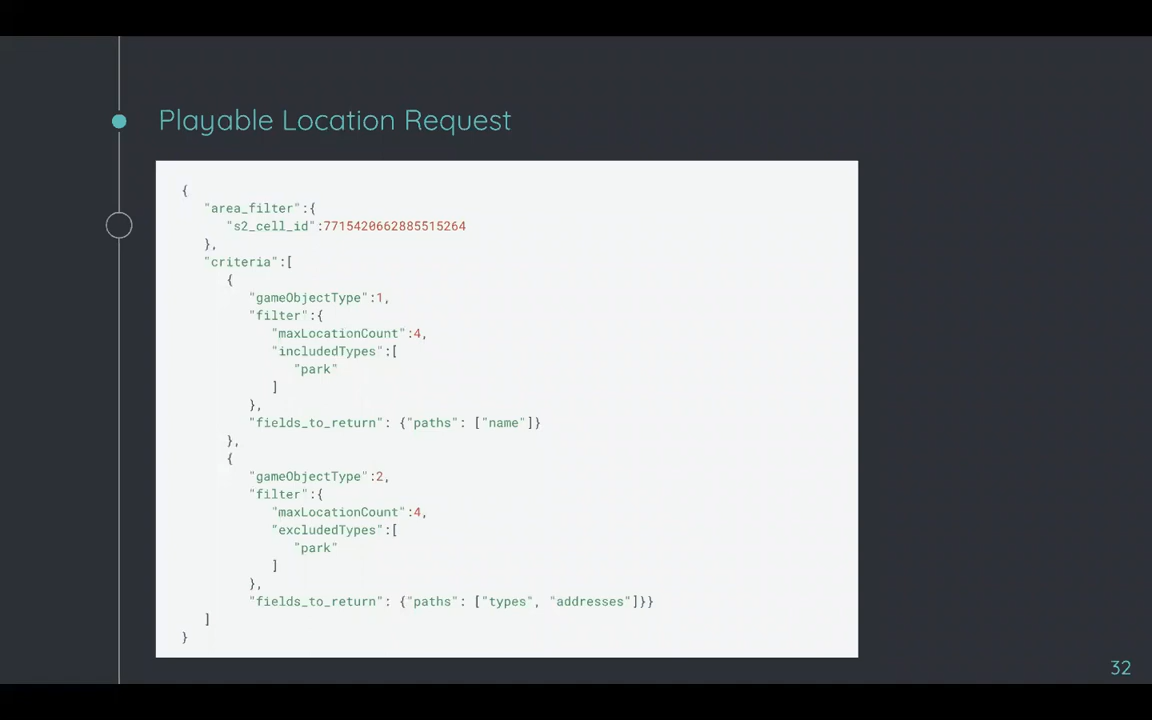 Playable Location Request
{
"area_filter":{
"s2_cell_id":7715420662885515264
},
"criteria":[
{
"gameObjectType":1,
"filter":{
"maxLocationCount":4,
"includedTypes":[
"park"
]
},
"fields_to_return": {"paths": ["name"]}
},
{
"gameObjectType":2,
"filter":{
"maxLocationCount":4,
"excludedTypes":[
"park"
]
},
"fields_to_return": {"paths": ["types", "addresses"]}}
]
}
32